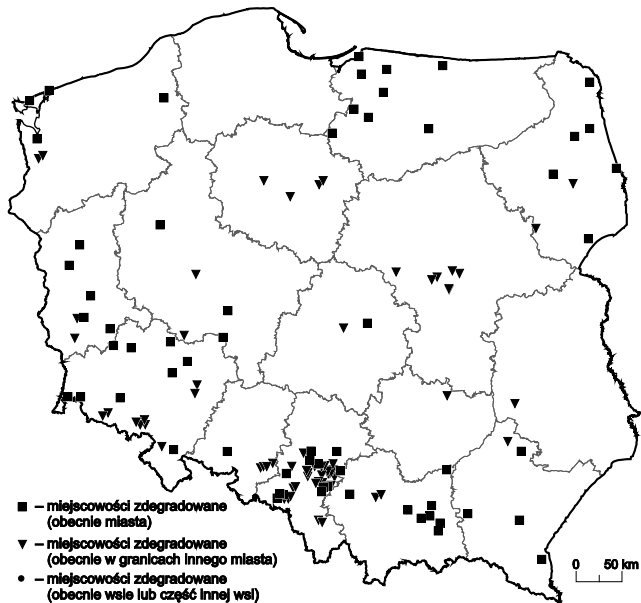 – miejscowości zdegradowane
(obecnie miasta)
– miejscowości zdegradowane
(obecnie w granicach innego miasta)
– miejscowości zdegradowane
(obecnie wsie lub część innej wsi)
0 50 km